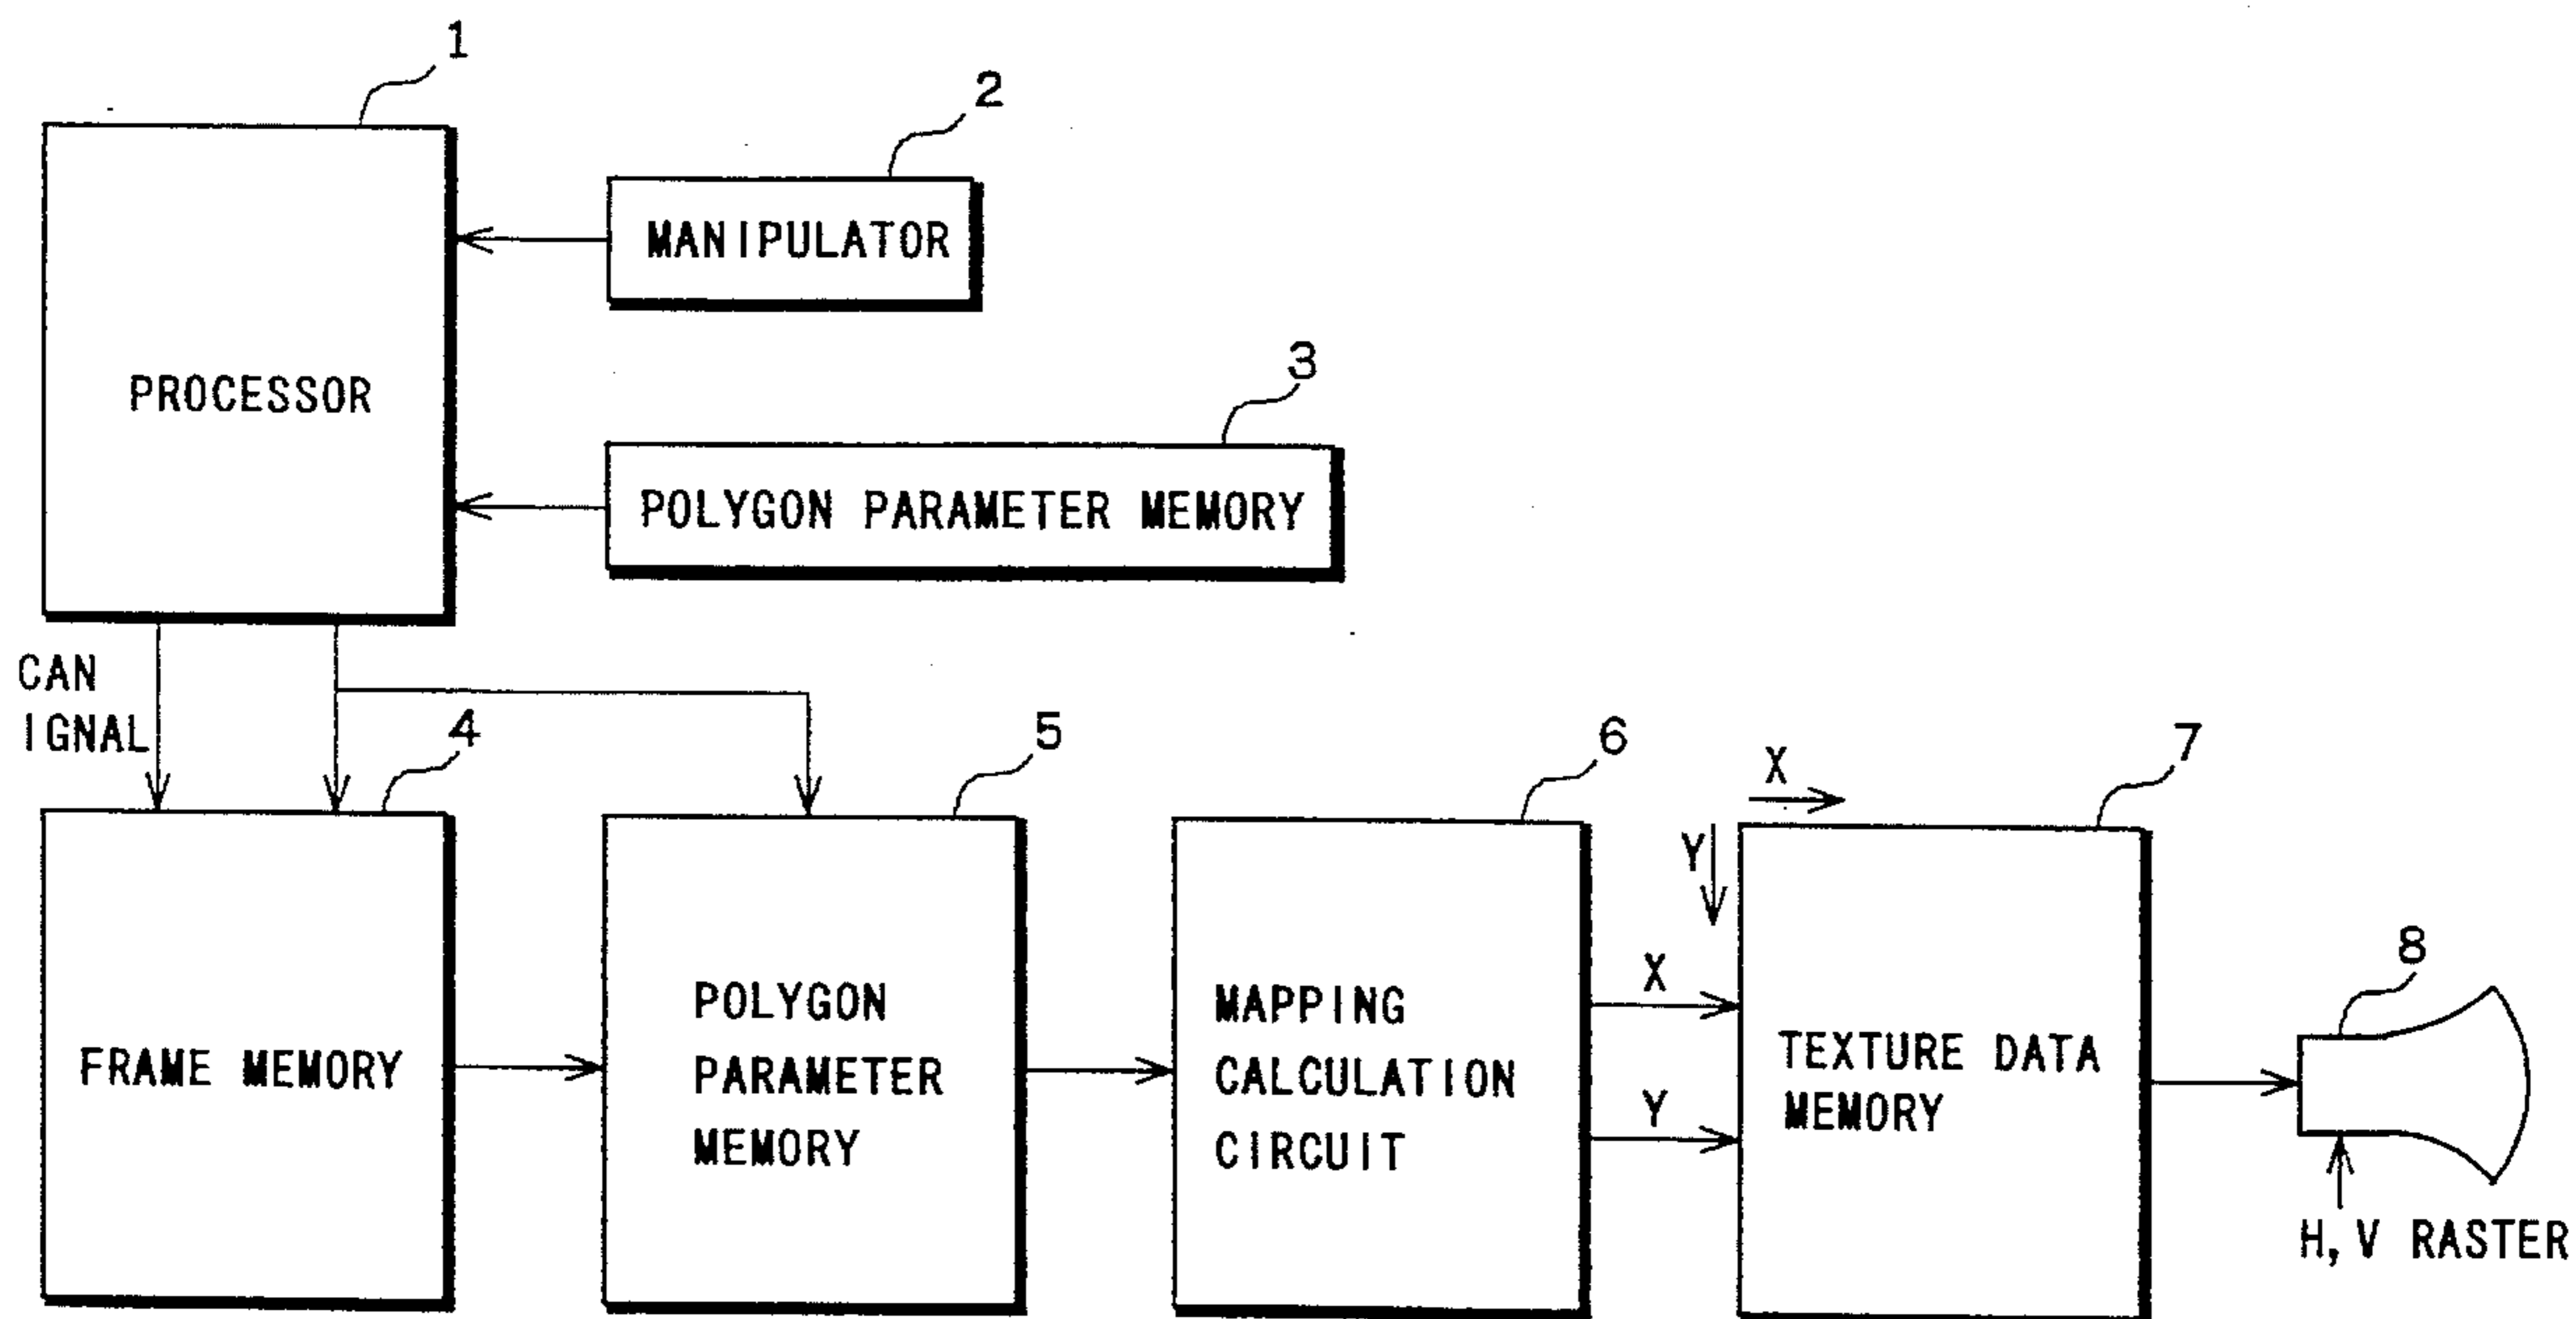 1
2
MANIPULATOR
3
PROCESSOR
POLYGON PARAMETER MEMORY
CAN
IGNAL
4
5
6
7
X
Y
8
FRAME MEMORY
POLYGON
PARAMETER
MEMORY
MAPPING
CALCULATION
CIRCUIT
X
Y
TEXTURE DATA
MEMORY
H, V RASTER